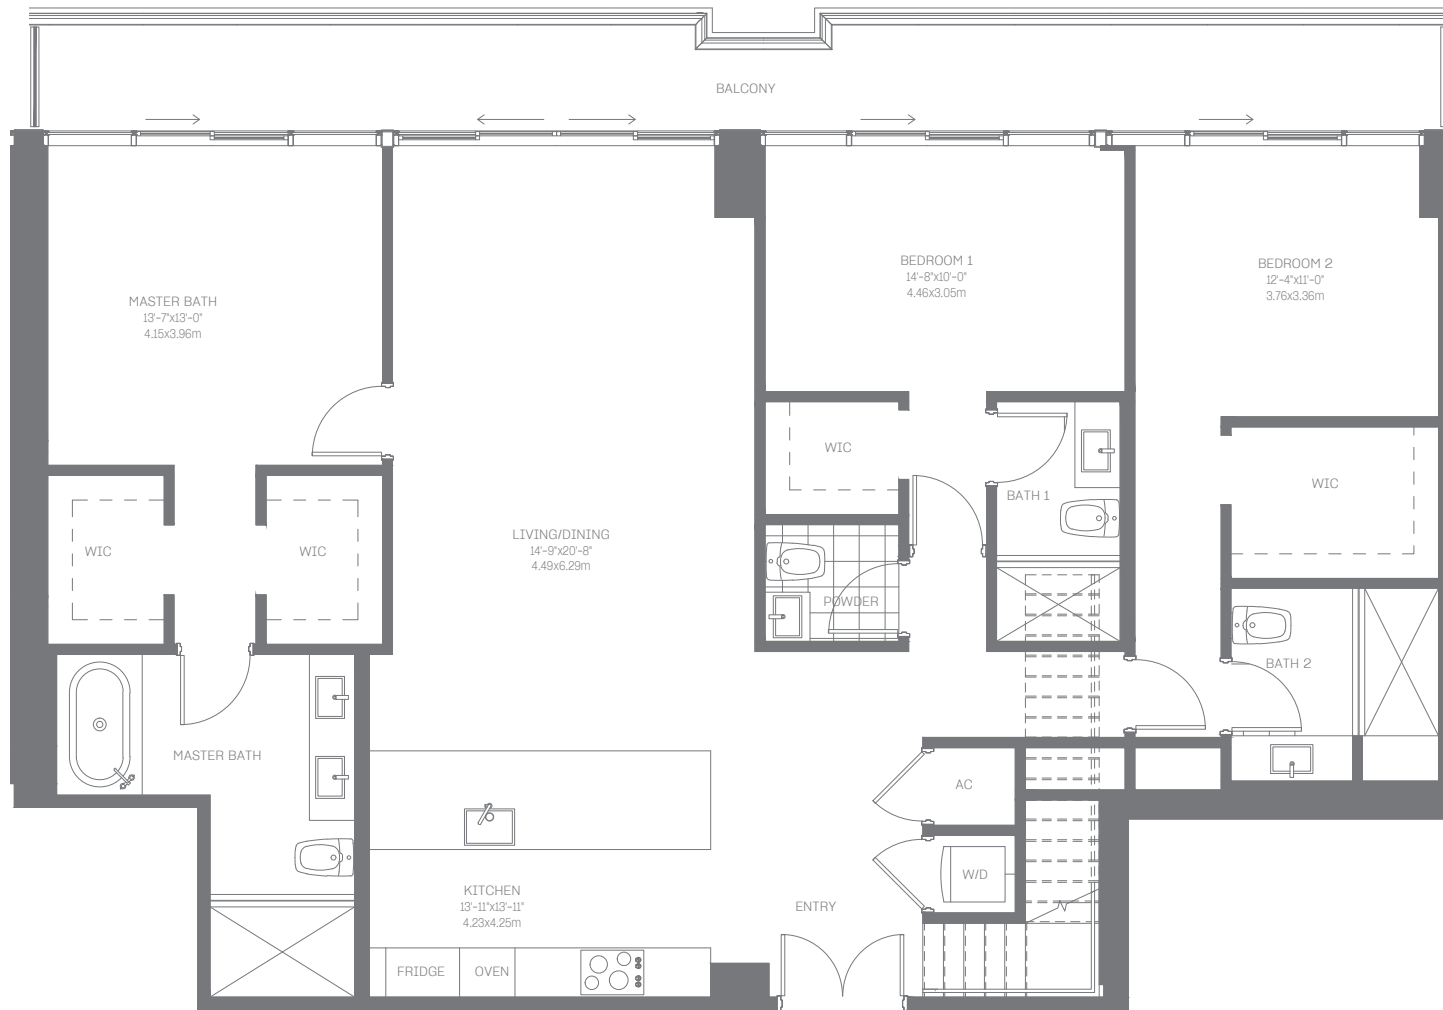 BALCONY
MASTER BATH
13'-7"x13'-0"
4.15x3.96m
BEDROOM 1
14'-8"x10'-0"
4.46x3.05m
BEDROOM 2
12'-4"x11'-0"
3.76x3.36m
WIC
WIC
LIVING/DINING
14'-9"x20'-8"
4.49x6.29m
WIC
BATH 1
WIC
POWDER
BATH 2
MASTER BATH
AC
W/D
KITCHEN
13'-11"x13'-11"
4.23x4.25m
ENTRY
FRIDGE
OVEN